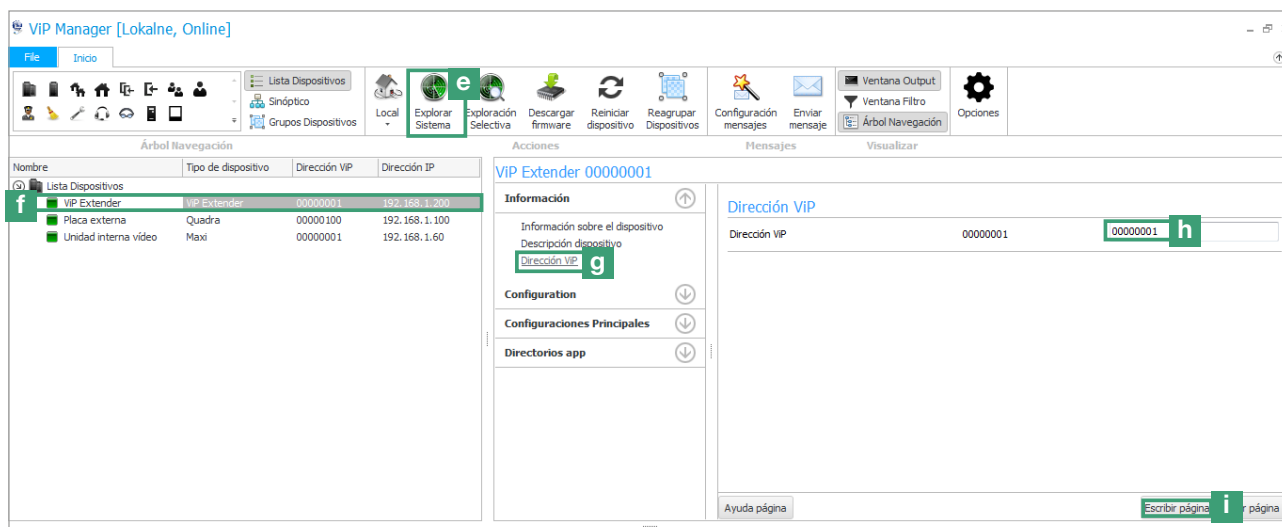 ViP Manager [Lokalne, Online]
File Inicio
Lista Dispositivos
Sinóptico
Grupos Dispositivos
Local
Explorar Sistema
e
Exploración Selectiva
Descargar firmware
Reiniciar dispositivo
Reagrupar Dispositivos
Configuración mensajes
Enviar mensaje
Ventana Output
Ventana Filtro
Árbol Navegación
Opciones
Árbol Navegación Acciones Mensajes Visualizar
Nombre Tipo de dispositivo Dirección ViP Dirección IP
Lista Dispositivos
f ViP Extender ViP Extender 00000001 192.168.1.200
Placa externa Quadra 00000100 192.168.1.100
Unidad interna vídeo Maxi 00000001 192.168.1.60
ViP Extender 00000001
Información
Información sobre el dispositivo
Descripción dispositivo
Dirección ViP g
Configuration
Configuraciones Principales
Directorios app
Dirección ViP
Dirección ViP 00000001 00000001 h
Ayuda página Escribir página i página